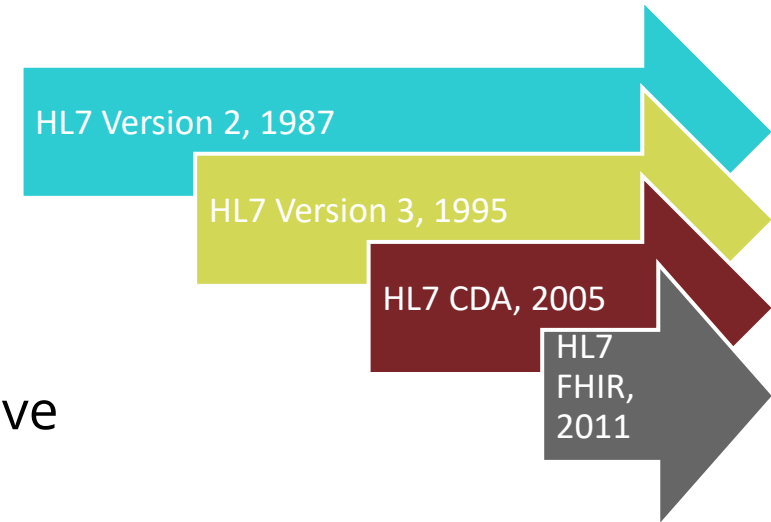 HL7 Version 2, 1987
HL7 Version 3, 1995
HL7 CDA, 2005
HL7
FHIR,
2011
ve